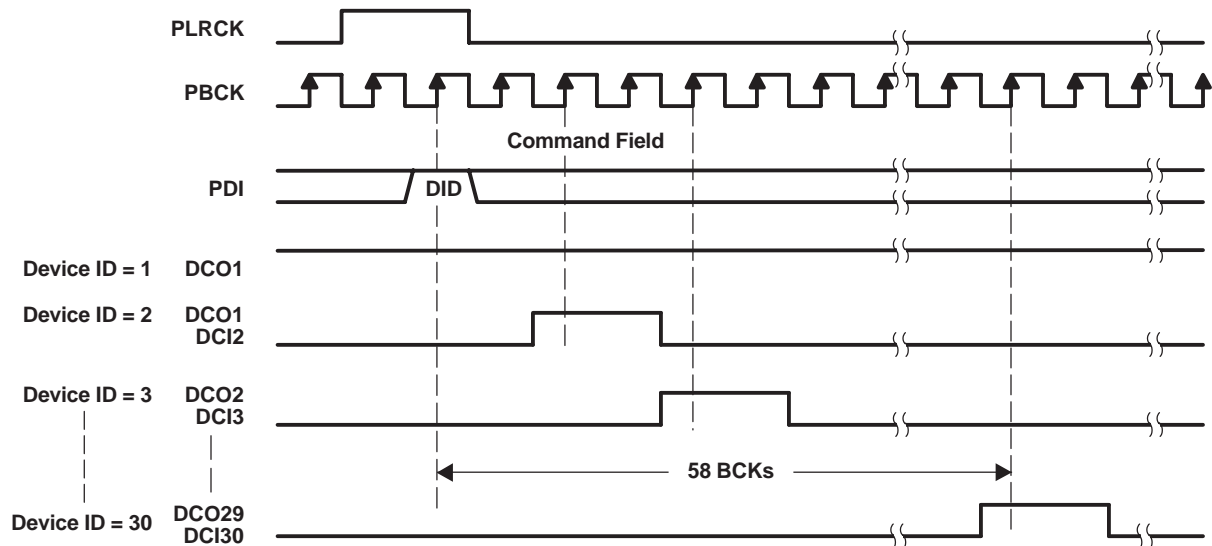 PLRCK
PBCK
Command Field
PDI
DID
Device ID = 1 DCO1
Device ID = 2 DCO1
DCI2
Device ID = 3 DCO2
DCI3
58 BCKs
Device ID = 30 DCO29
DCI30